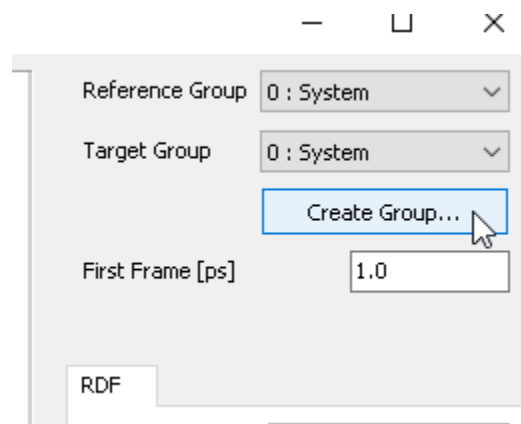 Reference Group 0 : System
Target Group 0 : System
Create Group...
First Frame [ps] 1.0
RDF